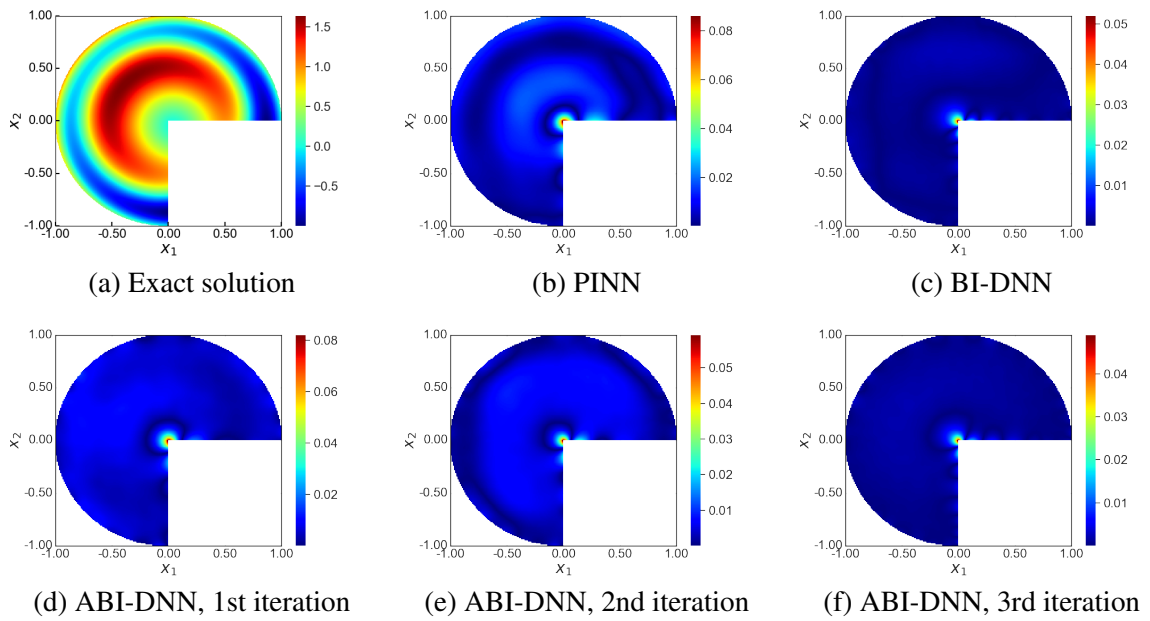 1.00
0.50
0.00
-0.50
-1.00
-1.00 -0.50 0.00 0.50 1.00
x2
x1
1.5
1.0
0.5
0.0
−0.5
(a) Exact solution
1.00
0.50
0.00
-0.50
-1.00
-1.00 -0.50 0.00 0.50 1.00
x2
x1
0.08
0.06
0.04
0.02
(b) PINN
1.00
0.50
0.00
-0.50
-1.00
-1.00 -0.50 0.00 0.50 1.00
x2
x1
0.05
0.04
0.03
0.02
0.01
(c) BI-DNN
1.00
0.50
0.00
-0.50
-1.00
-1.00 -0.50 0.00 0.50 1.00
x2
x1
0.08
0.06
0.04
0.02
(d) ABI-DNN, 1st iteration
1.00
0.50
0.00
-0.50
-1.00
-1.00 -0.50 0.00 0.50 1.00
x2
x1
0.05
0.04
0.03
0.02
0.01
(e) ABI-DNN, 2nd iteration
1.00
0.50
0.00
-0.50
-1.00
-1.00 -0.50 0.00 0.50 1.00
x2
x1
0.04
0.03
0.02
0.01
(f) ABI-DNN, 3rd iteration